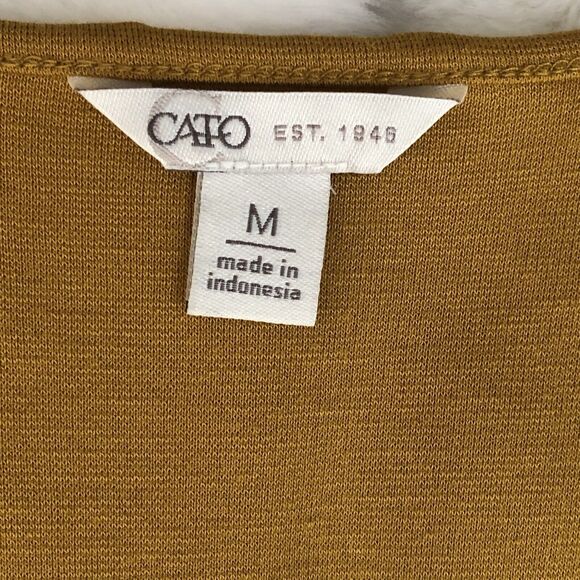 CATO EST. 1946
M
made in
indonesia